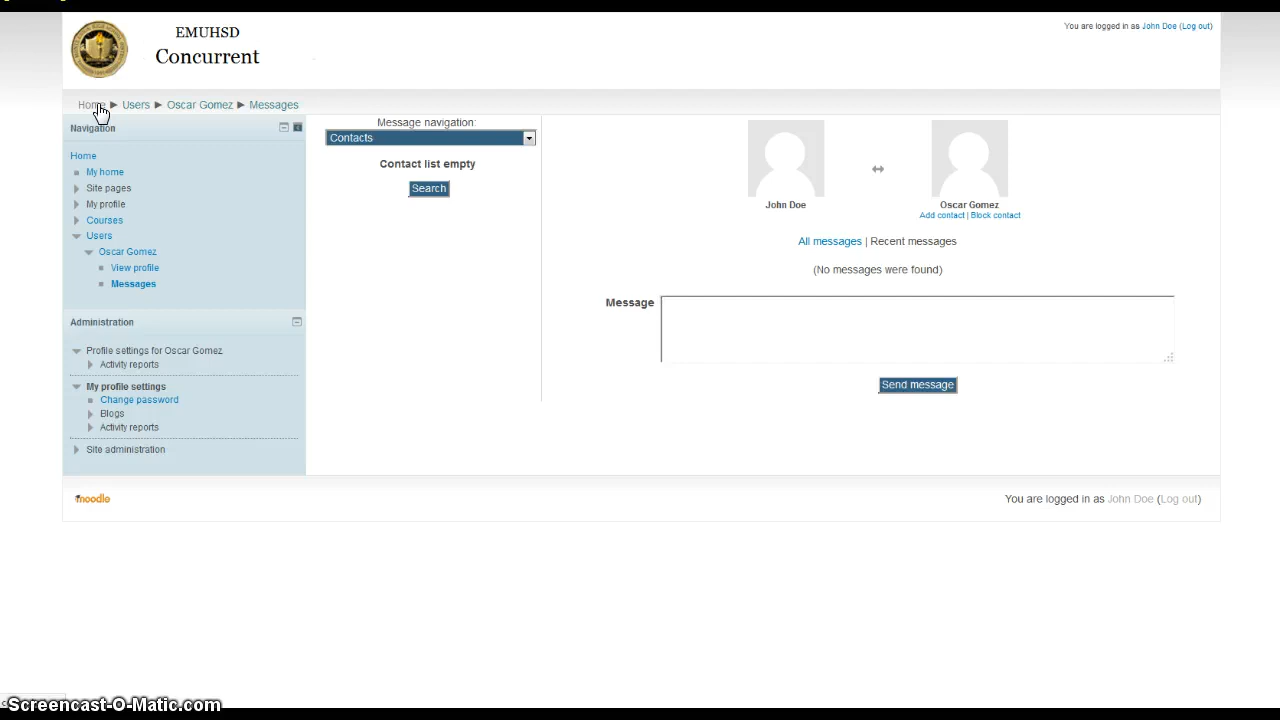 EMUHSD
Concurrent
You are logged in as John Doe (Log out)
Home ▶ Users ▶ Oscar Gomez ▶ Messages
Navigation
Home
My home
Site pages
My profile
Courses
Users
Oscar Gomez
View profile
Messages
Administration
Profile settings for Oscar Gomez
Activity reports
My profile settings
Change password
Blogs
Activity reports
Site administration
Message navigation:
Contacts
Contact list empty
Search
John Doe
Oscar Gomez
Add contact | Block contact
All messages | Recent messages
(No messages were found)
Message
Send message
moodle
You are logged in as John Doe (Log out)
Screencast-O-Matic.com